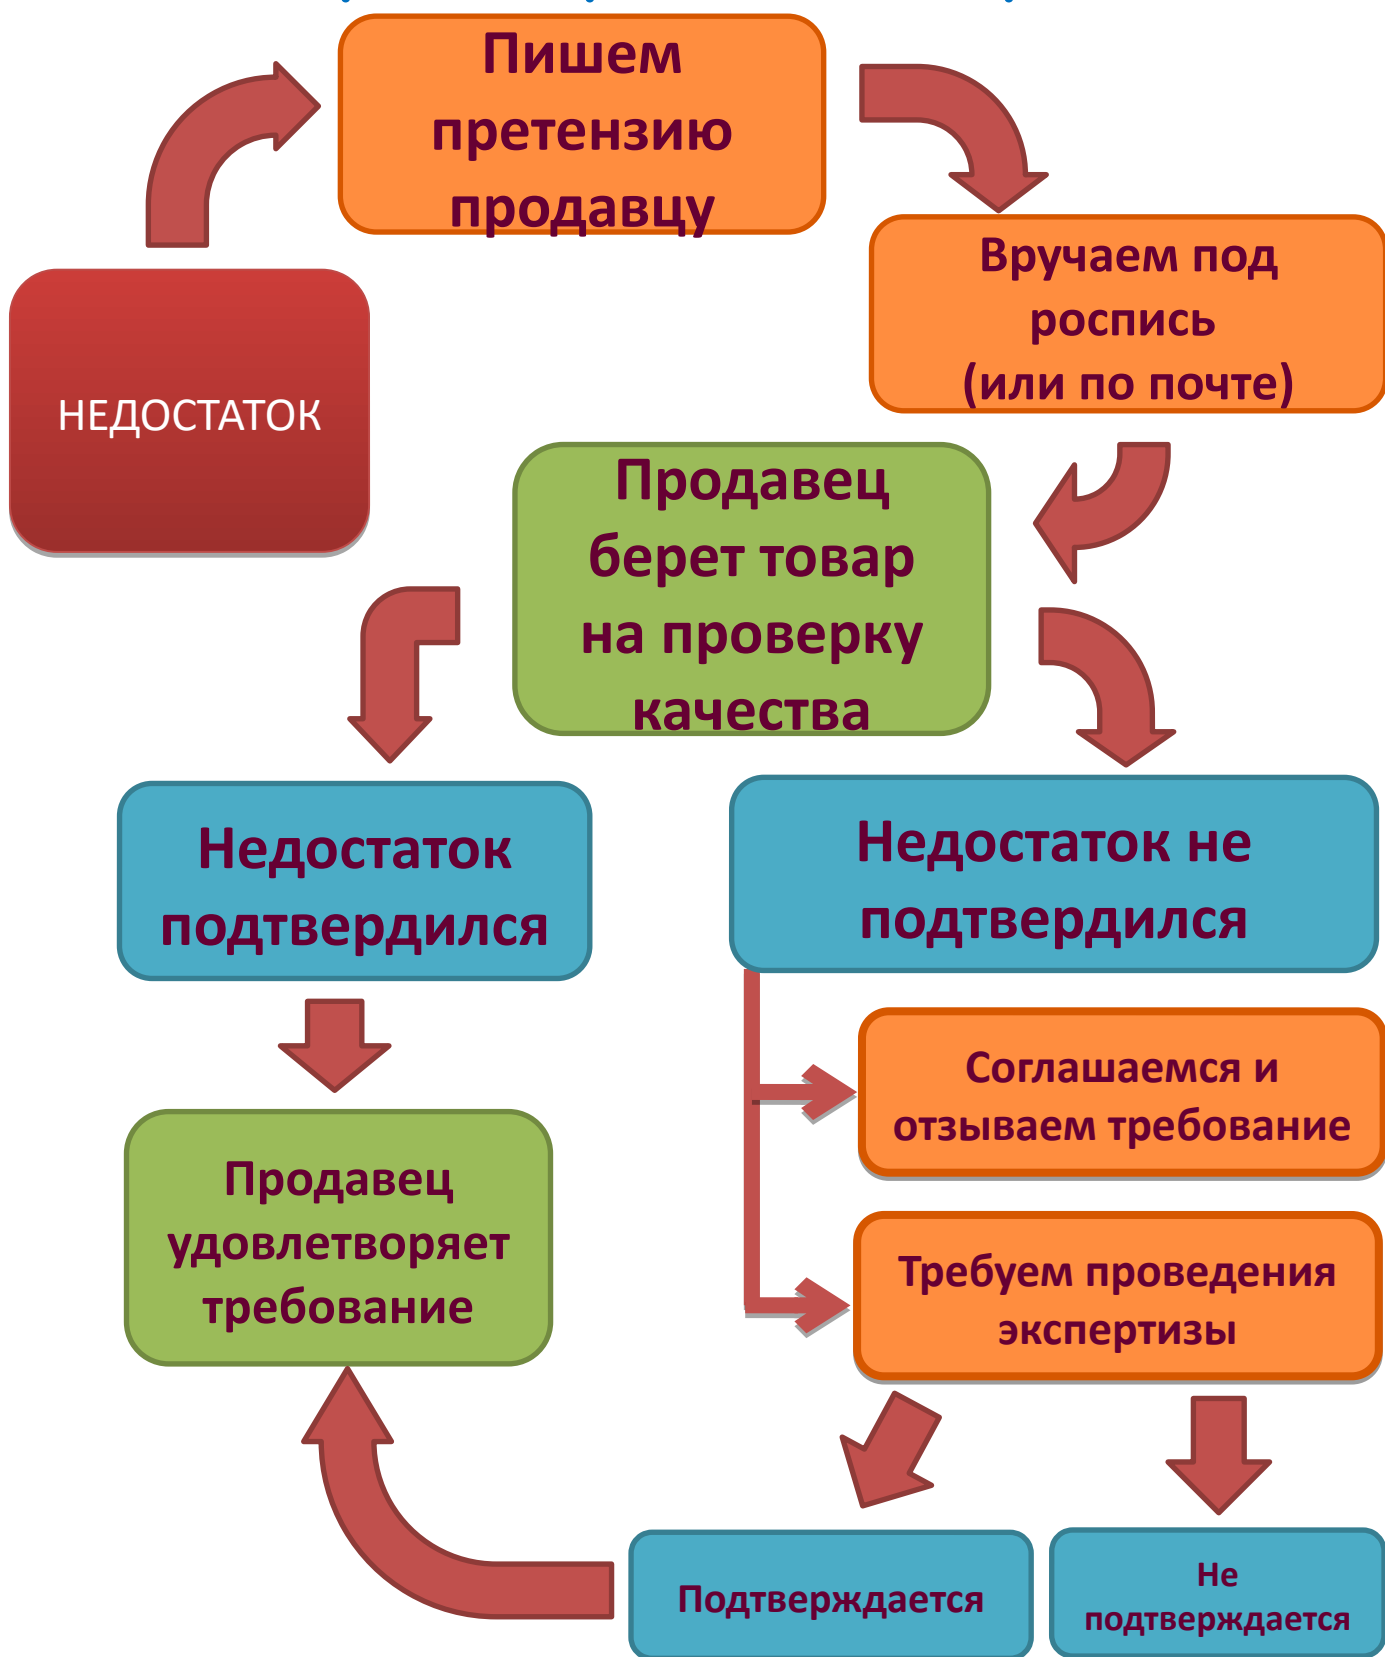 Пишем
претензию
продавцу
Вручаем под
роспись
(или по почте)
НЕДОСТАТОК
Продавец
берет товар
на проверку
качества
Недостаток
подтвердился
Недостаток не
подтвердился
Соглашаемся и
отзываем требование
Продавец
удовлетворяет
требование
Требуем проведения
экспертизы
Подтверждается
Не
подтверждается